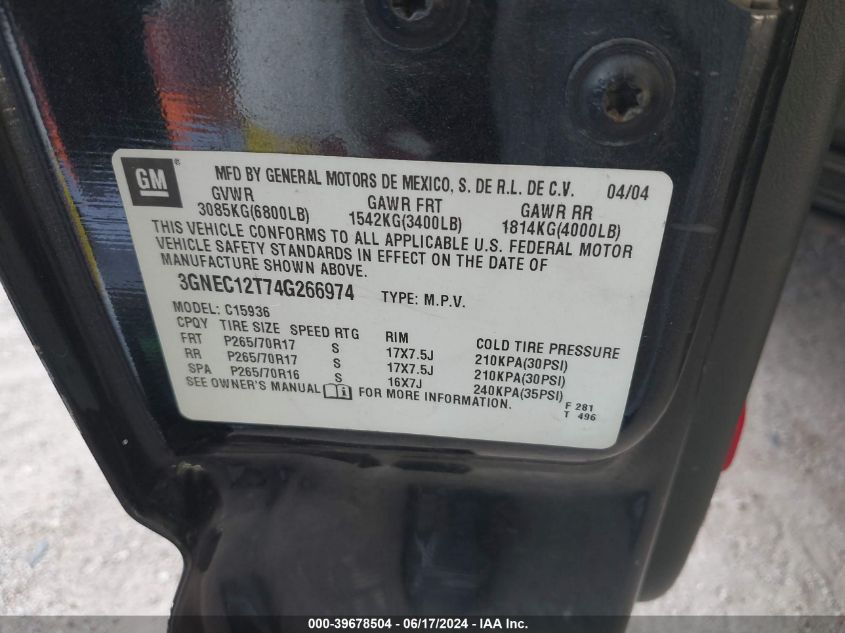 GM ®
MFD BY GENERAL MOTORS DE MEXICO, S. DE R.L. DE C.V. 04/04
GVWR GAWR FRT GAWR RR
3085KG(6800LB) 1542KG(3400LB) 1814KG(4000LB)
THIS VEHICLE CONFORMS TO ALL APPLICABLE U.S. FEDERAL MOTOR
VEHICLE SAFETY STANDARDS IN EFFECT ON THE DATE OF
MANUFACTURE SHOWN ABOVE.
3GNEC12T74G266974 TYPE: M.P.V.
MODEL: C15936
CPQY TIRE SIZE SPEED RTG RIM COLD TIRE PRESSURE
FRT P265/70R17 S 17X7.5J 210KPA(30PSI)
RR P265/70R17 S 17X7.5J 210KPA(30PSI)
SPA P265/70R16 S 16X7J 240KPA(35PSI)
SEE OWNER'S MANUAL FOR MORE INFORMATION.
F 281
T 496
000-39678504 - 06/17/2024 - IAA Inc.